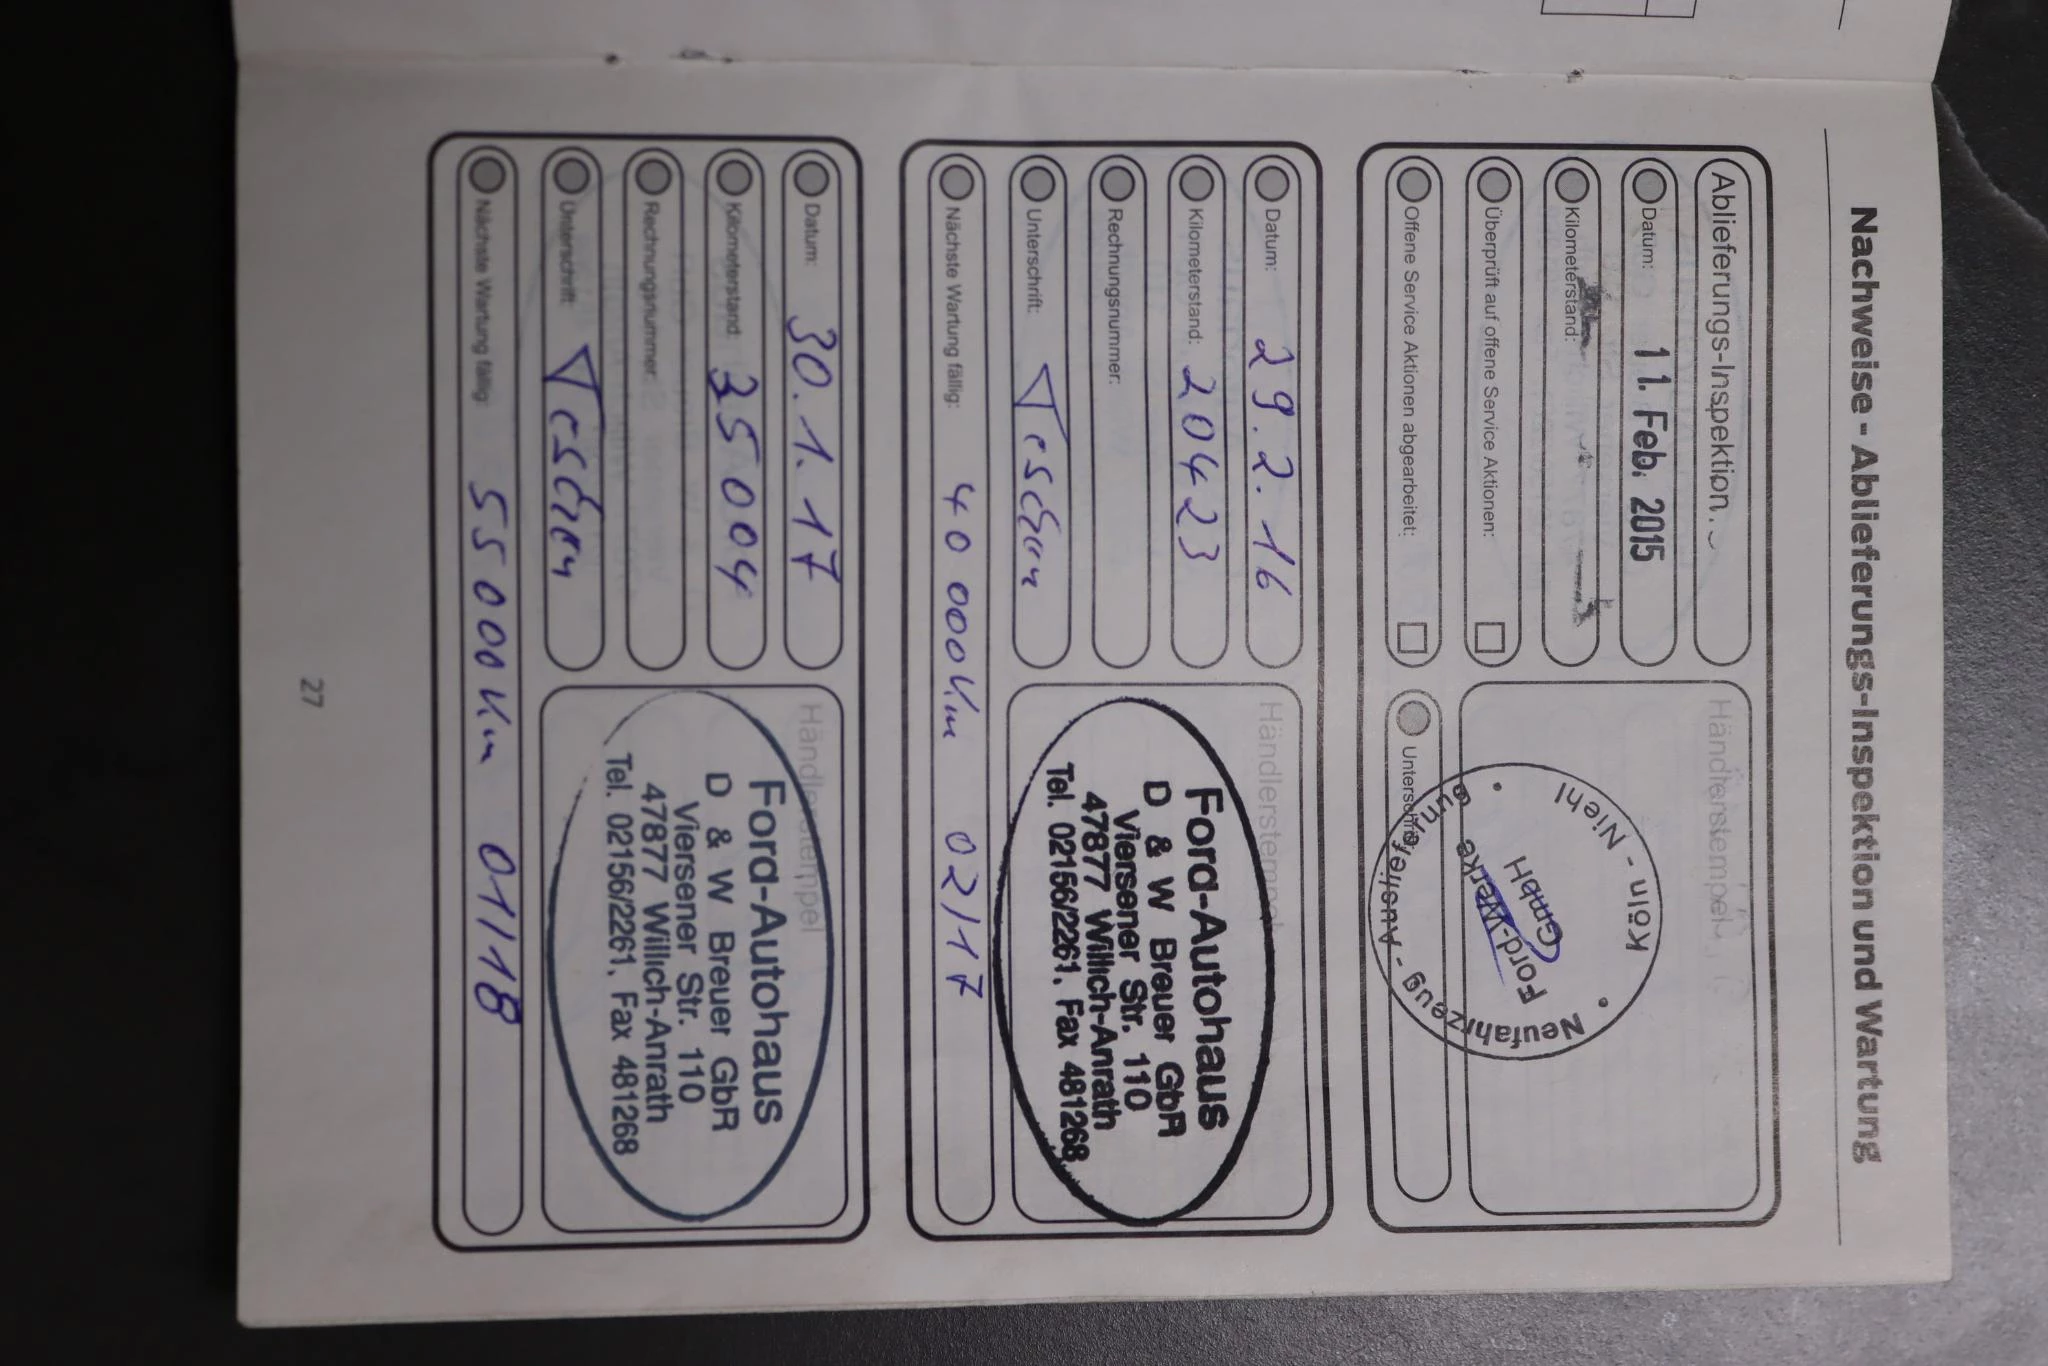 Nachweise - Ablieferungs-Inspektion und Wartung
Ablieferungs-Inspektion
Händlerstempel
Datum: 11. Feb. 2015
Kilometerstand:
Überprüft auf offene Service Aktionen:
Offene Service Aktionen abgearbeitet:
Unterschrift:
Neufahrzeug - Auslieferung
Ford-Werke
GmbH
Köln - Niehl
Datum: 29.2.16
Kilometerstand: 20423
Rechnungsnummer:
Unterschrift: Teschen
Nächste Wartung fällig: 40 000 Km 02/17
Händlerstempel
Ford-Autohaus
D & W Breuer GbR
Viersener Str. 110
47877 Willich-Anrath
Tel. 02156/2261, Fax 481268
Datum: 30.1.17
Kilometerstand: 35004
Rechnungsnummer:
Unterschrift: Teschen
Nächste Wartung fällig: 55000 Km 01/18
Händlerstempel
Ford-Autohaus
D & W Breuer GbR
Viersener Str. 110
47877 Willich-Anrath
Tel. 02156/2261, Fax 481268
27